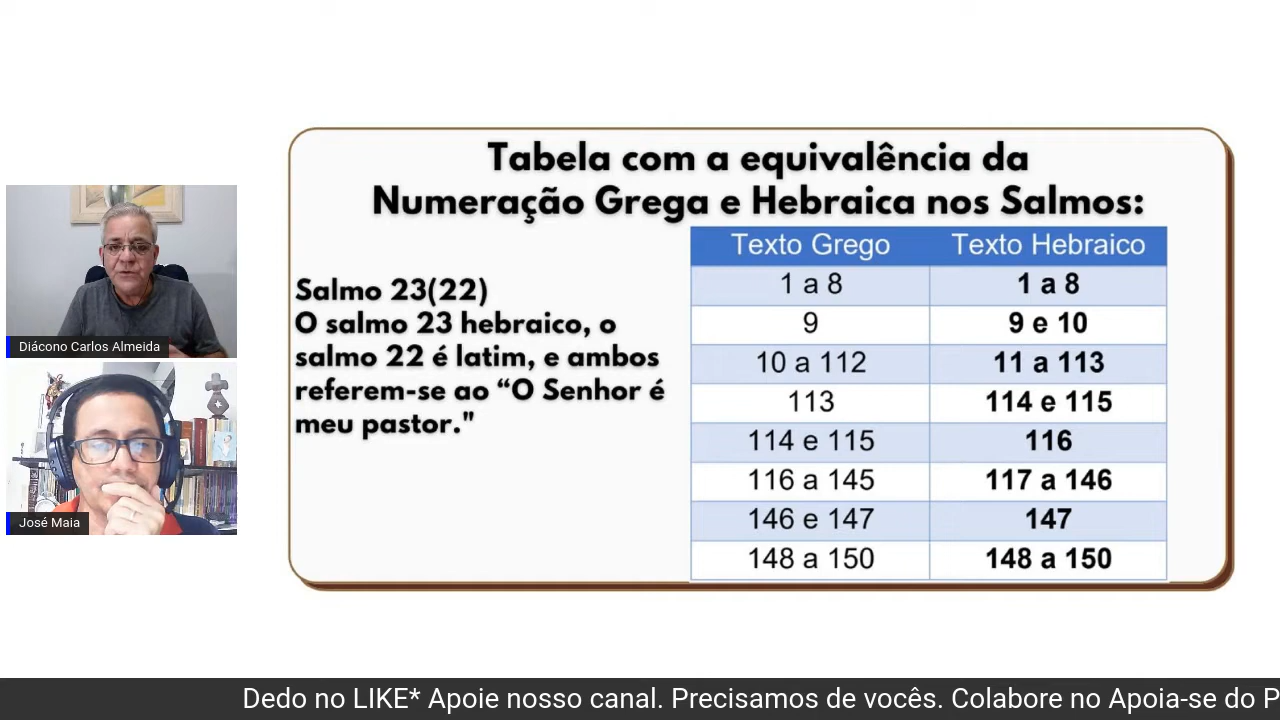 Tabela com a equivalência da
Numeração Grega e Hebraica nos Salmos:
Salmo 23(22)
O salmo 23 hebraico, o
salmo 22 é latim, e ambos
referem-se ao “O Senhor é
meu pastor."
Texto Grego Texto Hebraico
1 a 8 1 a 8
9 9 e 10
10 a 112 11 a 113
113 114 e 115
114 e 115 116
116 a 145 117 a 146
146 e 147 147
148 a 150 148 a 150
Diácono Carlos Almeida
José Maia
Dedo no LIKE* Apoie nosso canal. Precisamos de vocês. Colabore no Apoia-se do P